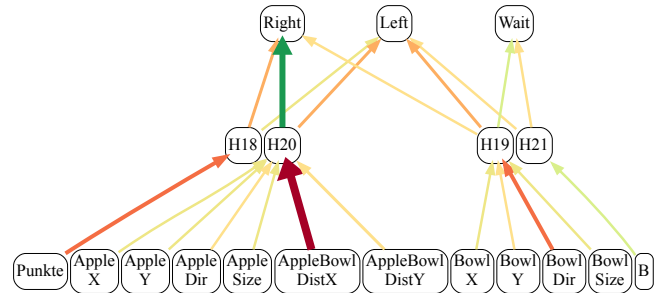 Right Left Wait
H18 H20 H19 H21
Punkte
Apple
X
Apple
Y
Apple
Dir
Apple
Size
AppleBowl
DistX
AppleBowl
DistY
Bowl
X
Bowl
Y
Bowl
Dir
Bowl
Size
B